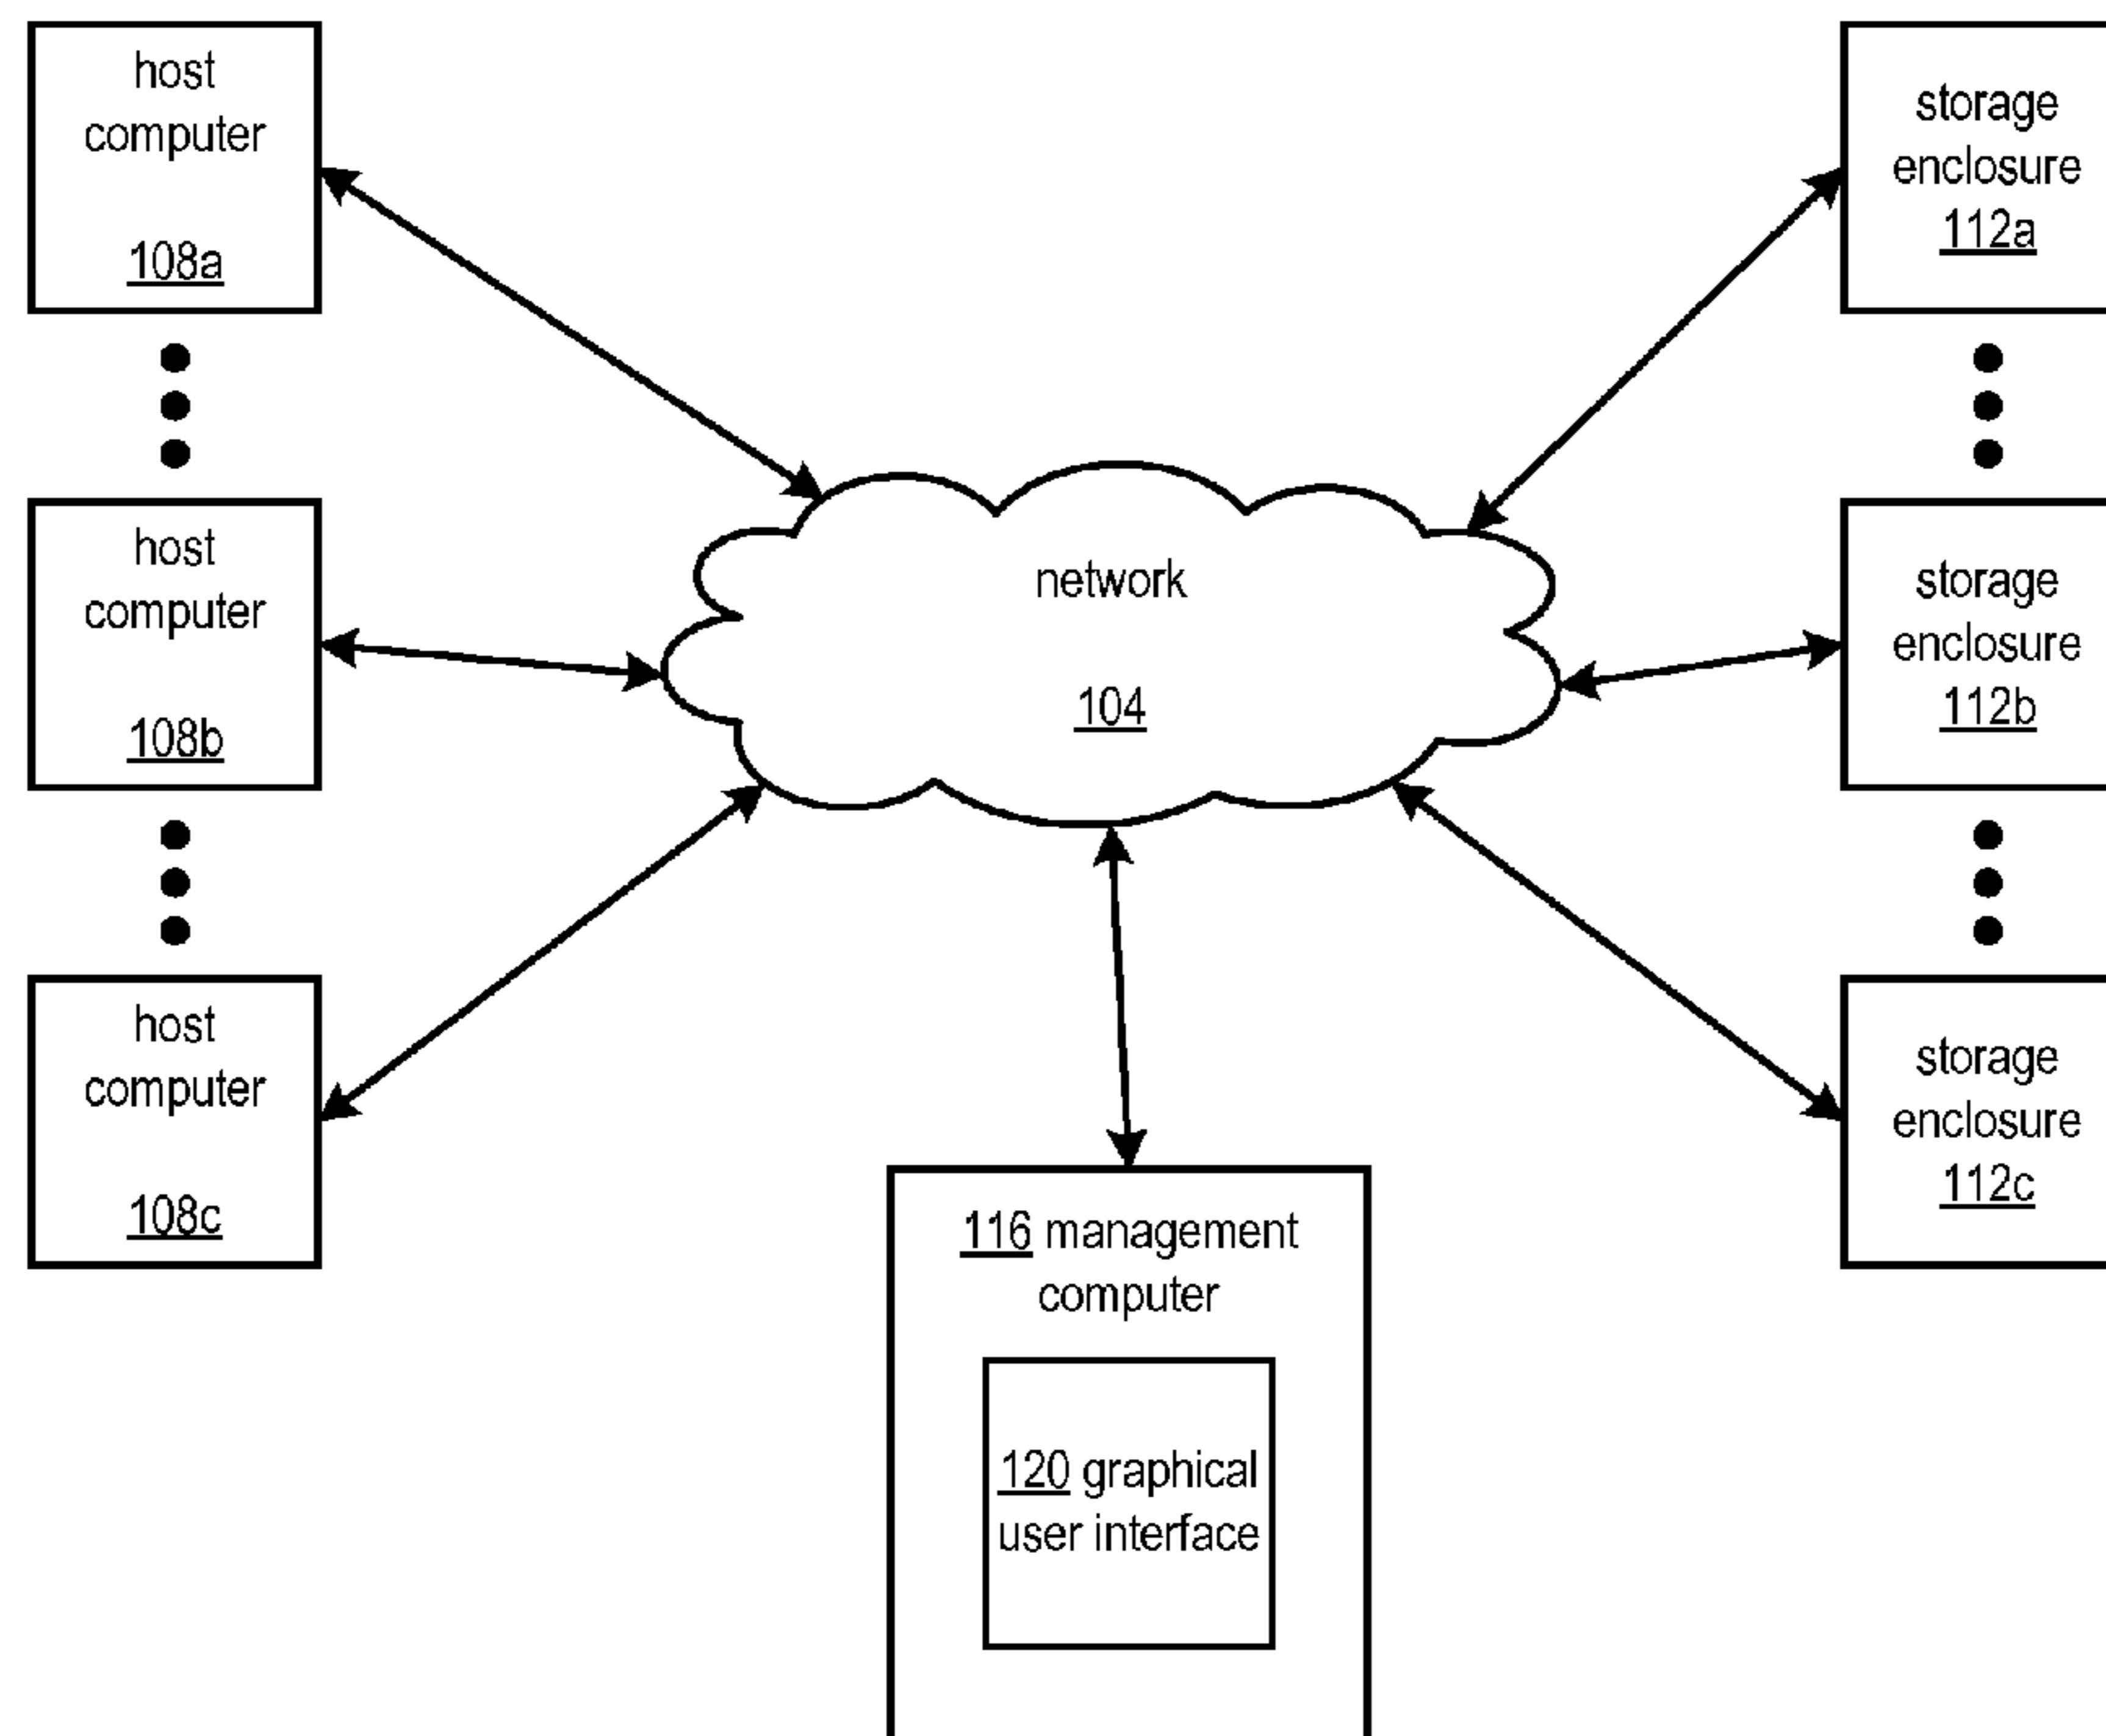 host
computer
108a
host
computer
108b
host
computer
108c
network
104
116 management
computer
120 graphical
user interface
storage
enclosure
112a
storage
enclosure
112b
storage
enclosure
112c